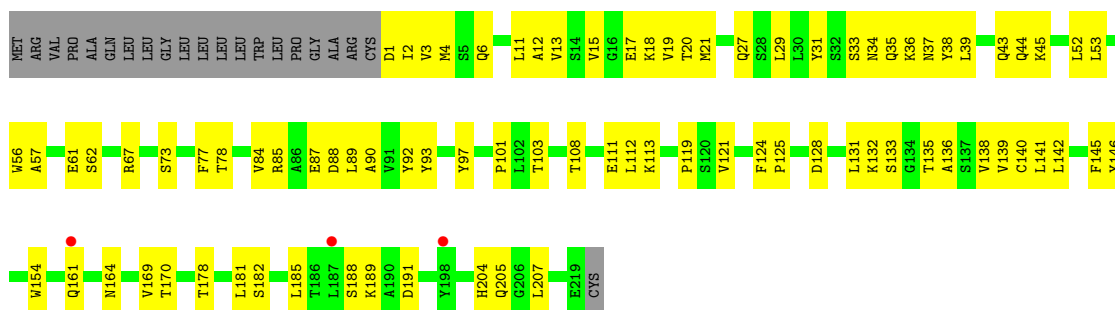 MET ARG VAL PRO ALA GLN LEU LEU GLY LEU LEU LEU LEU TRP LEU PRO GLY ALA ARG CYS D1 I2 V3 M4 S5 Q6 L11 A12 V13 S14 V15 G16 E17 K18 V19 T20 M21 Q27 S28 L29 L30 Y31 S32 S33 N34 Q35 K36 N37 Y38 L39 Q43 Q44 K45 L52 L53
W56 A57 E61 S62 R67 S73 F77 T78 V84 R85 A86 E87 D88 L89 A90 V91 Y92 Y93 Y97 P101 L102 T103 T108 E111 L112 K113 P119 S120 V121 F124 P125 D128 L131 K132 S133 G134 T135 A136 S137 V138 V139 C140 L141 L142 F145 Y146
W154 Q161 N164 V169 T170 T178 L181 S182 L185 T186 L187 S188 K189 A190 D191 Y198 H204 Q205 G206 L207 E219 CYS